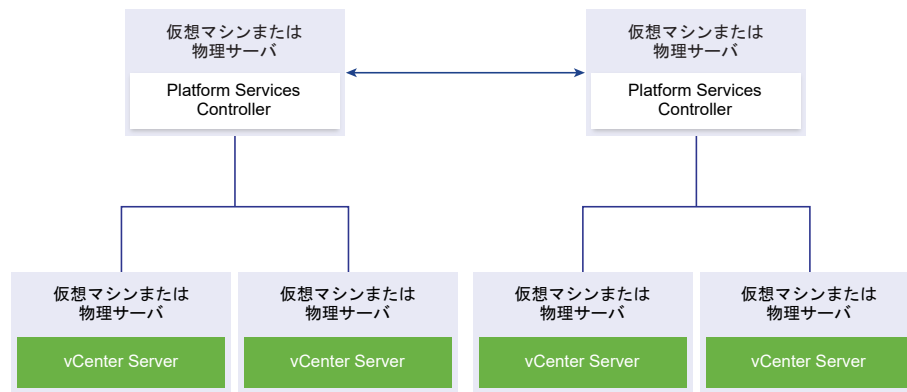 仮想マシンまたは
物理サーバ
Platform Services
Controller
仮想マシンまたは
物理サーバ
Platform Services
Controller
仮想マシンまたは
物理サーバ
vCenter Server
仮想マシンまたは
物理サーバ
vCenter Server
仮想マシンまたは
物理サーバ
vCenter Server
仮想マシンまたは
物理サーバ
vCenter Server